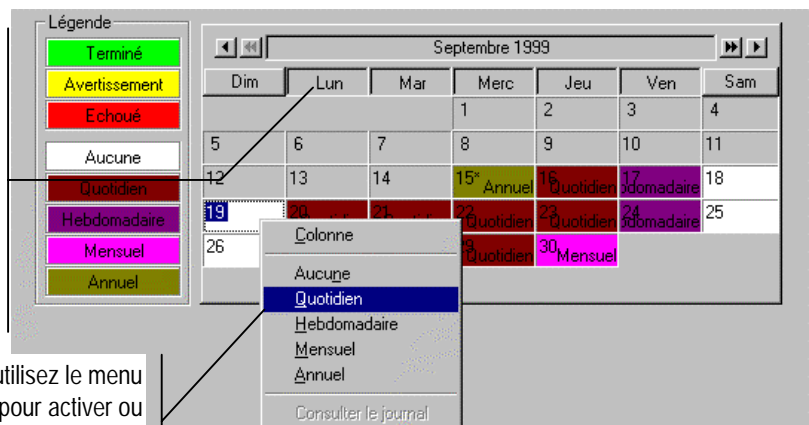 Légende
Terminé
Avertissement
Echoué
Aucune
Quotidien
Hebdomadaire
Mensuel
Annuel
Septembre 1999
Dim Lun Mar Merc Jeu Ven Sam
1 2 3 4
5 6 7 8 9 10 11
12 13 14 15* Annuel 16 Quotidien 17 bdomadaire 18
19 20 21 22 Quotidien 23 Quotidien 24 bdomadaire 25
26 29 Quotidien 30 Mensuel
Colonne
Aucune
Quotidien
Hebdomadaire
Mensuel
Annuel
Consulter le journal
utilisez le menu
pour activer ou